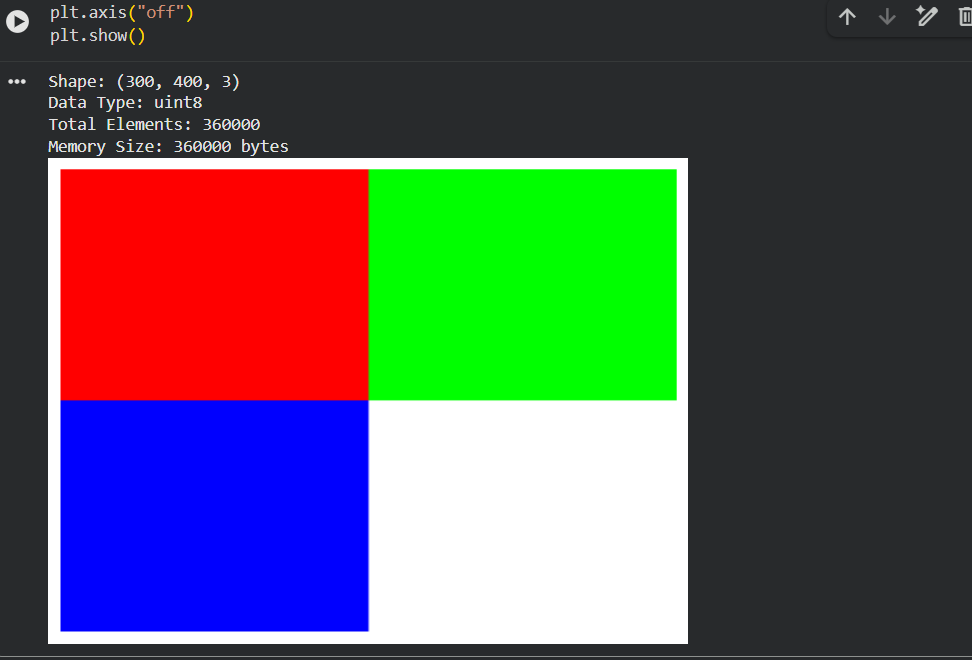 plt.axis("off")
plt.show()
Shape: (300, 400, 3)
Data Type: uint8
Total Elements: 360000
Memory Size: 360000 bytes